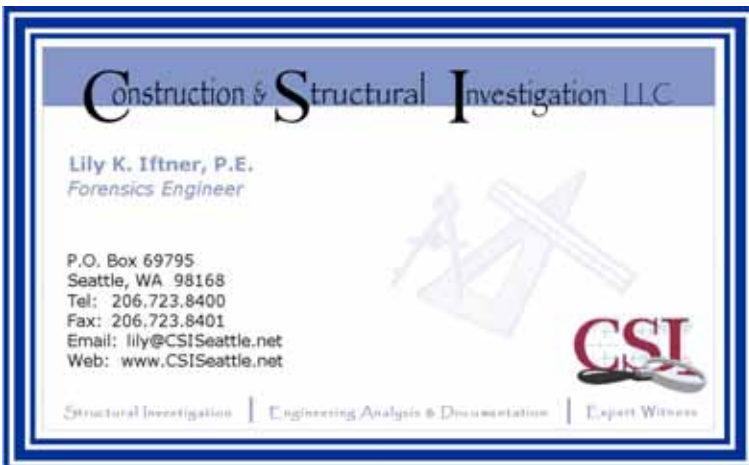 Construction & Structural Investigation LLC
Lily K. Iftner, P.E.
Forensics Engineer
P.O. Box 69795
Seattle, WA 98168
Tel: 206.723.8400
Fax: 206.723.8401
Email: lily@CSISeattle.net
Web: www.CSISeattle.net
CSI
Structural Investigation | Engineering Analysis & Documentation | Expert Witness